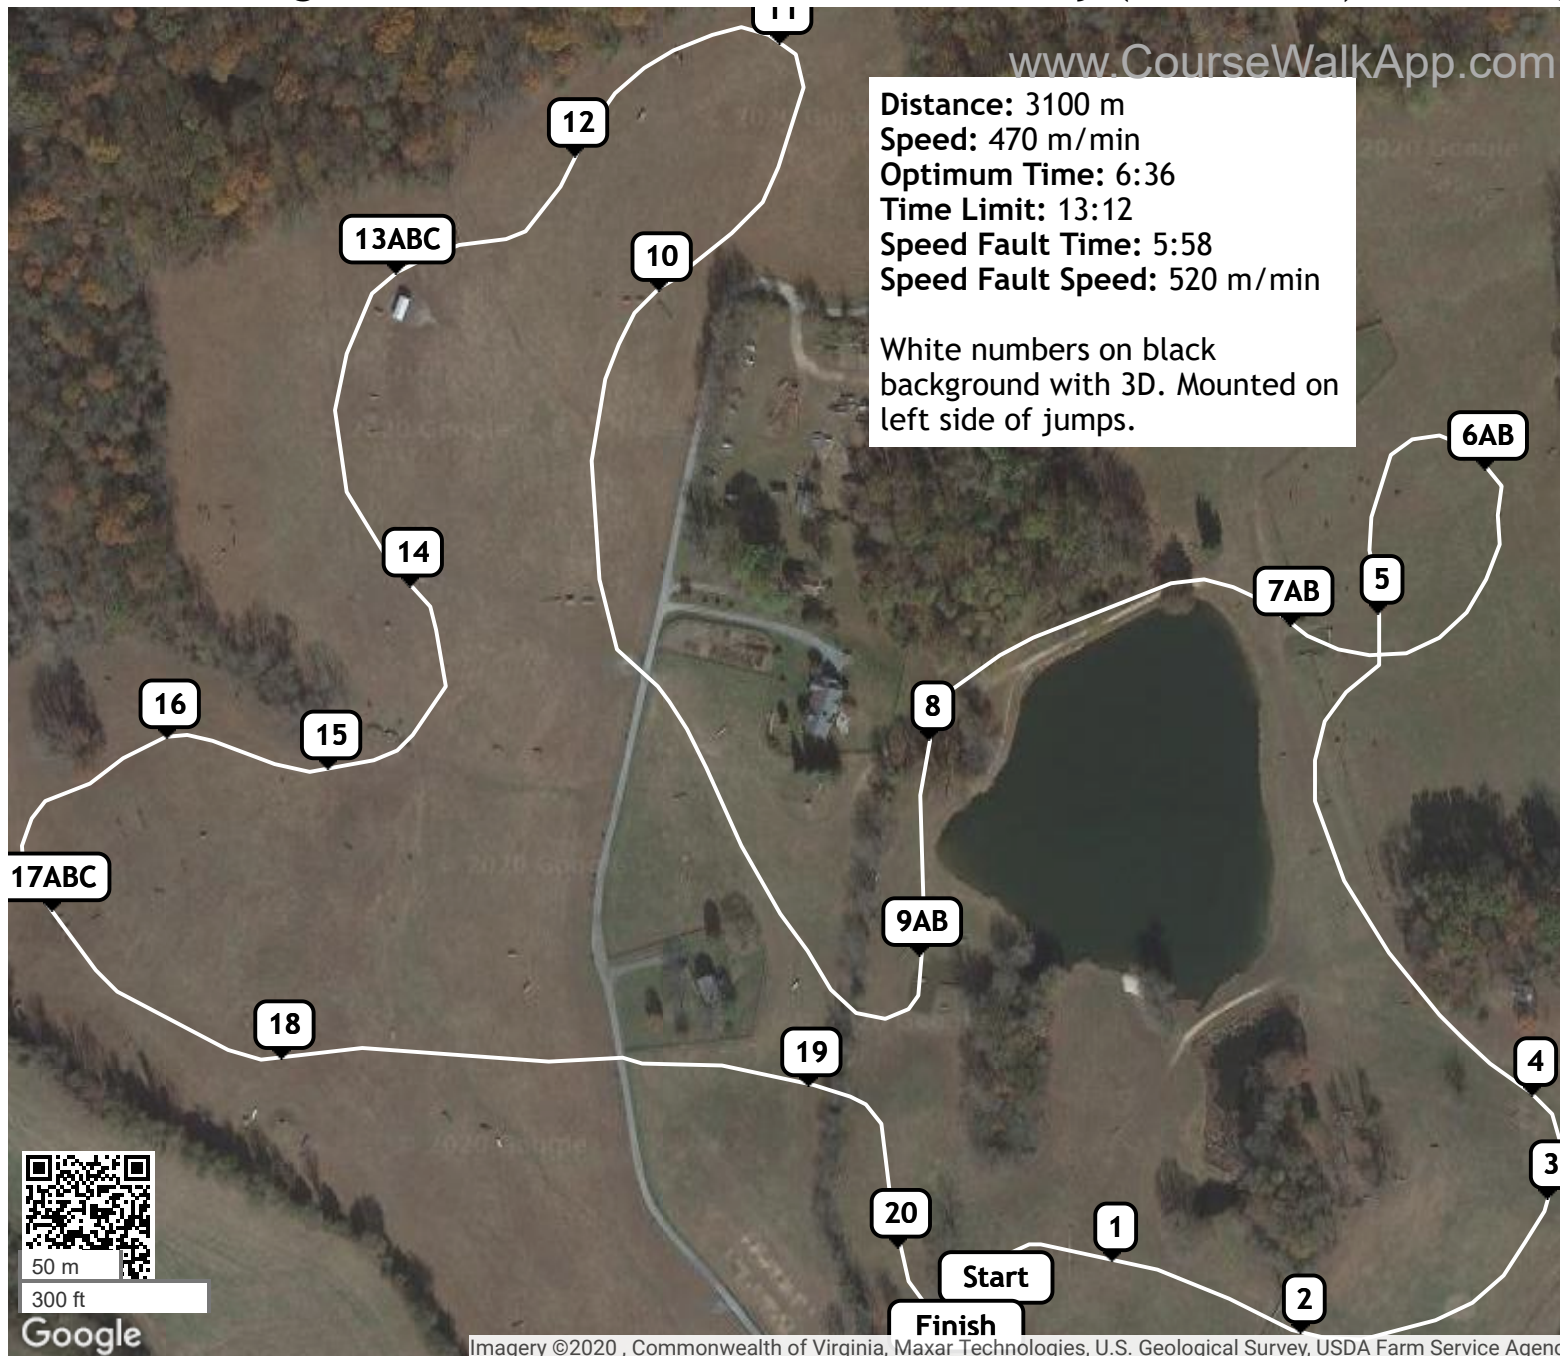 11
www.CourseWalkApp.com
Distance: 3100 m
Speed: 470 m/min
Optimum Time: 6:36
Time Limit: 13:12
Speed Fault Time: 5:58
Speed Fault Speed: 520 m/min
White numbers on black
background with 3D. Mounted on
left side of jumps.
12
13ABC
10
6AB
14
5
7AB
16
15
8
17ABC
9AB
18
19
4
3
20
1
Start
2
Finish
50 m
300 ft
Google
Imagery ©2020 , Commonwealth of Virginia, Maxar Technologies, U.S. Geological Survey, USDA Farm Service